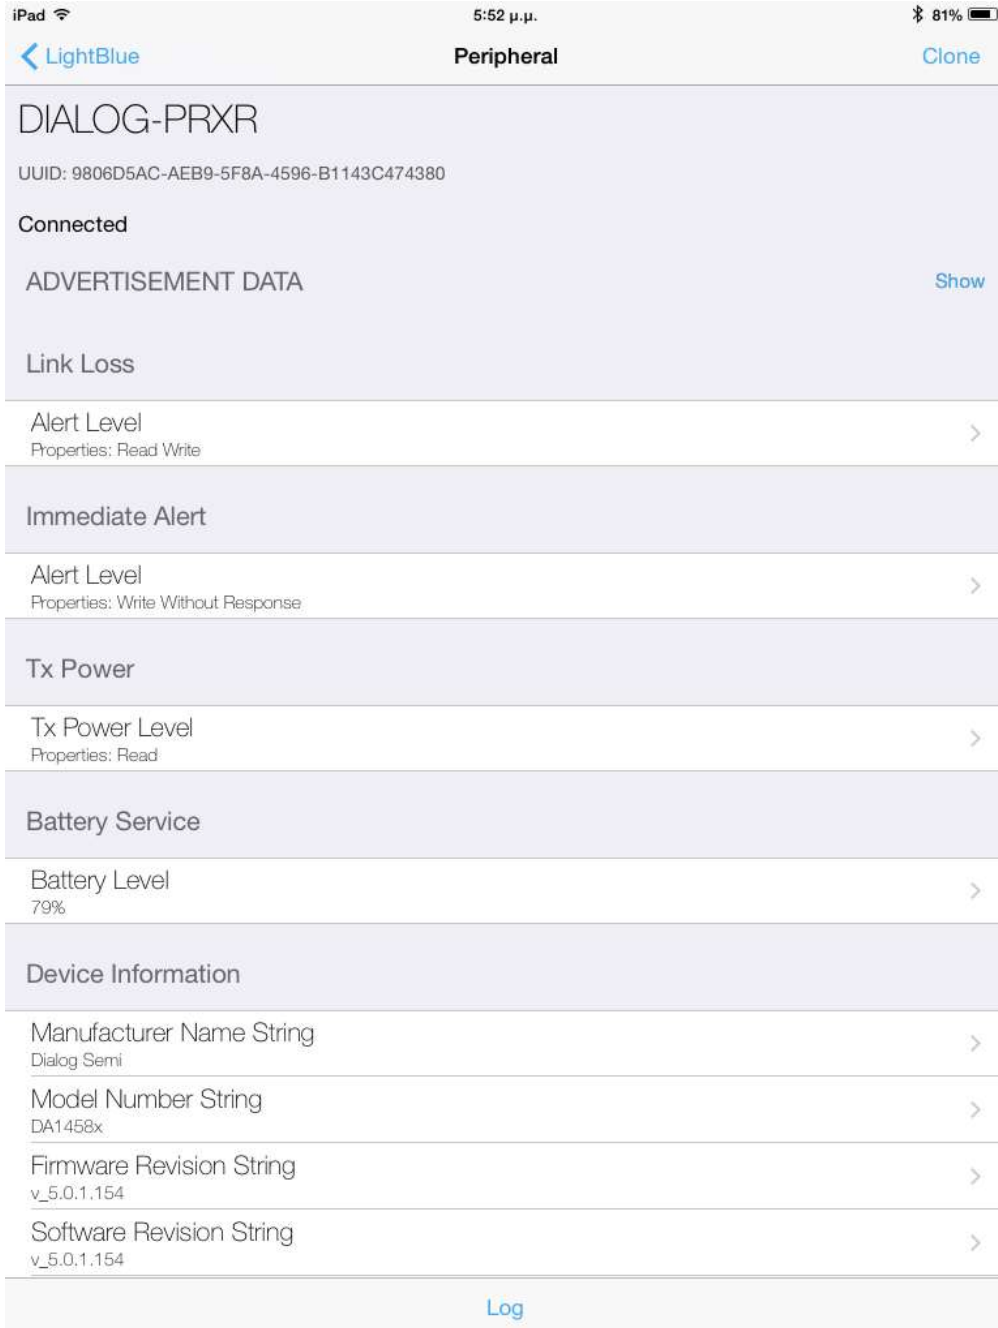 iPad 5:52 μ.μ. 81%
LightBlue Peripheral Clone
DIALOG-PRXR
UUID: 9806D5AC-AEB9-5F8A-4596-B1143C474380
Connected
ADVERTISEMENT DATA Show
Link Loss
Alert Level
Properties: Read Write
Immediate Alert
Alert Level
Properties: Write Without Response
Tx Power
Tx Power Level
Properties: Read
Battery Service
Battery Level
79%
Device Information
Manufacturer Name String
Dialog Semi
Model Number String
DA1458x
Firmware Revision String
v_5.0.1.154
Software Revision String
v_5.0.1.154
Log